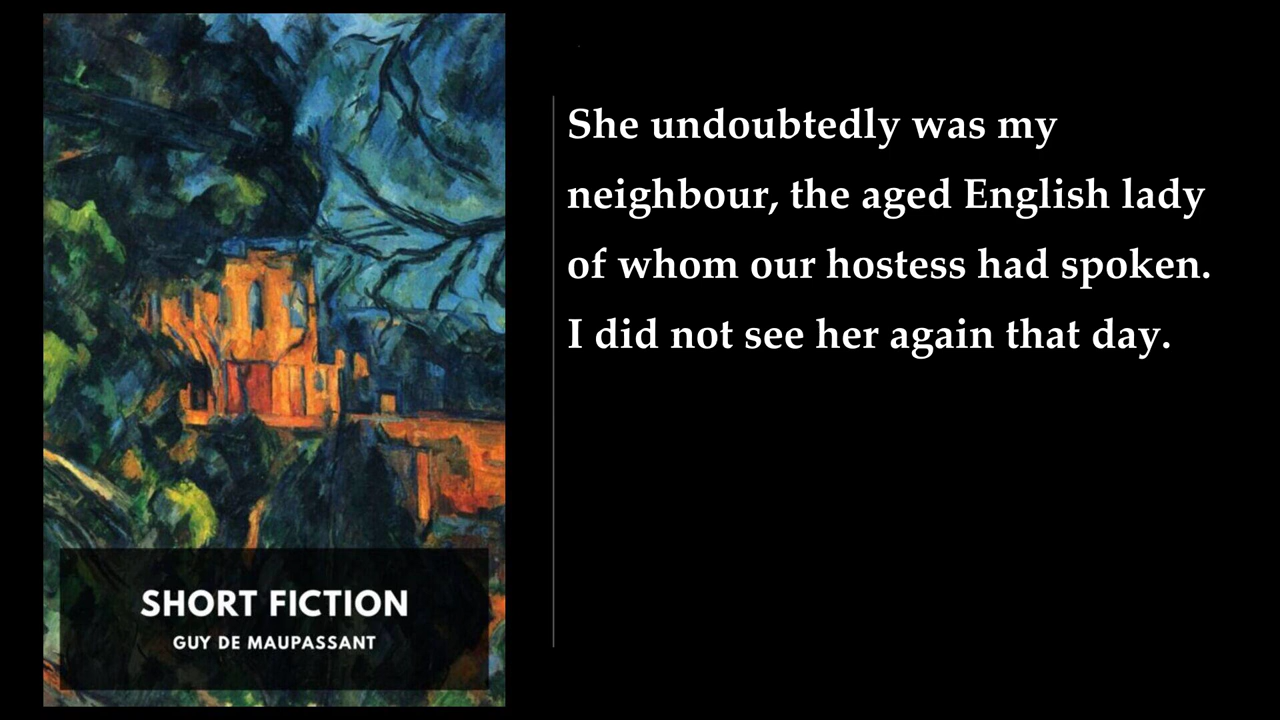 She undoubtedly was my
neighbour, the aged English lady
of whom our hostess had spoken.
I did not see her again that day.
SHORT FICTION
GUY DE MAUPASSANT